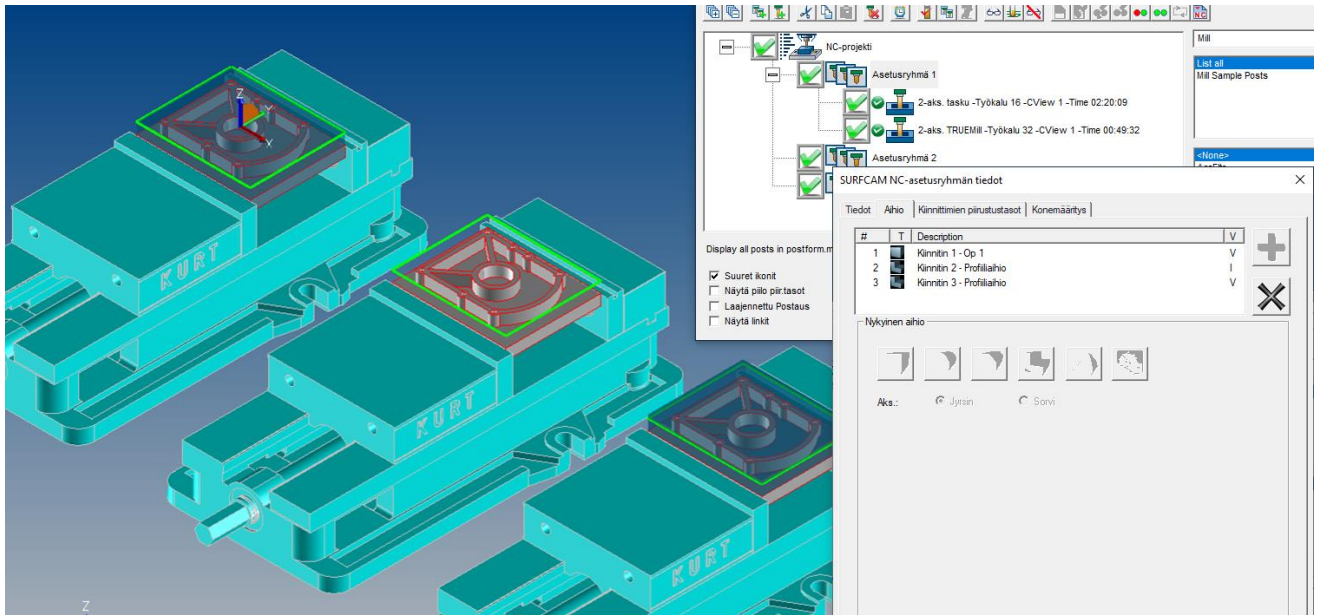 NC
NC-projekti
Mill
Asetusryhmä 1
List all
Mill Sample Posts
2-aks. tasku -Työkalu 16 -CView 1 -Time 02:20:09
2-aks. TRUEMill -Työkalu 32 -CView 1 -Time 00:49:32
Asetusryhmä 2
<None>
SURFCAM NC-asetusryhmän tiedot
Tiedot Aihio Kiinnittimien piirustustasot Konemääritys
# T Description V
1 Kiinnitin 1 - Op 1 V
2 Kiinnitin 2 - Profiiliaihio I
3 Kiinnitin 3 - Profiiliaihio V
Display all posts in postform.m
Suuret ikonit
Näytä piilo piir.tasot
Laajennettu Postaus
Näytä linkit
Nykyinen aihio
Aks.: Jyrsin Sorvi
Z
Y
X
KURT
KURT
KURT
Z